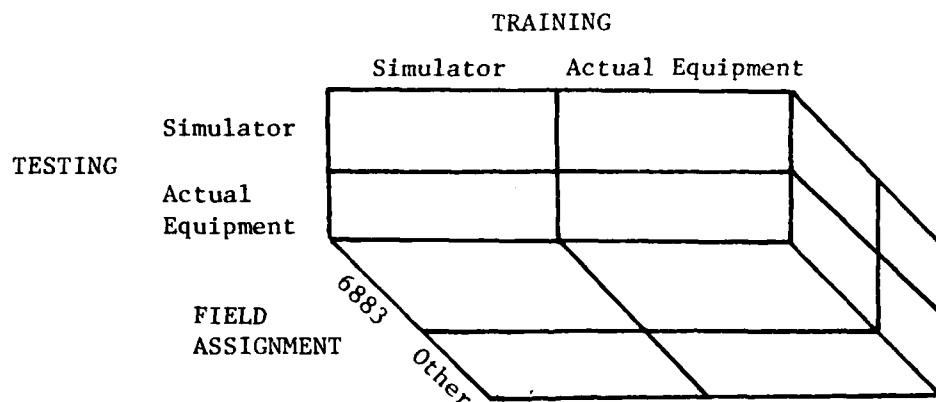 TRAINING
Simulator Actual Equipment
Simulator
TESTING
Actual
Equipment
6883
FIELD
ASSIGNMENT
Other